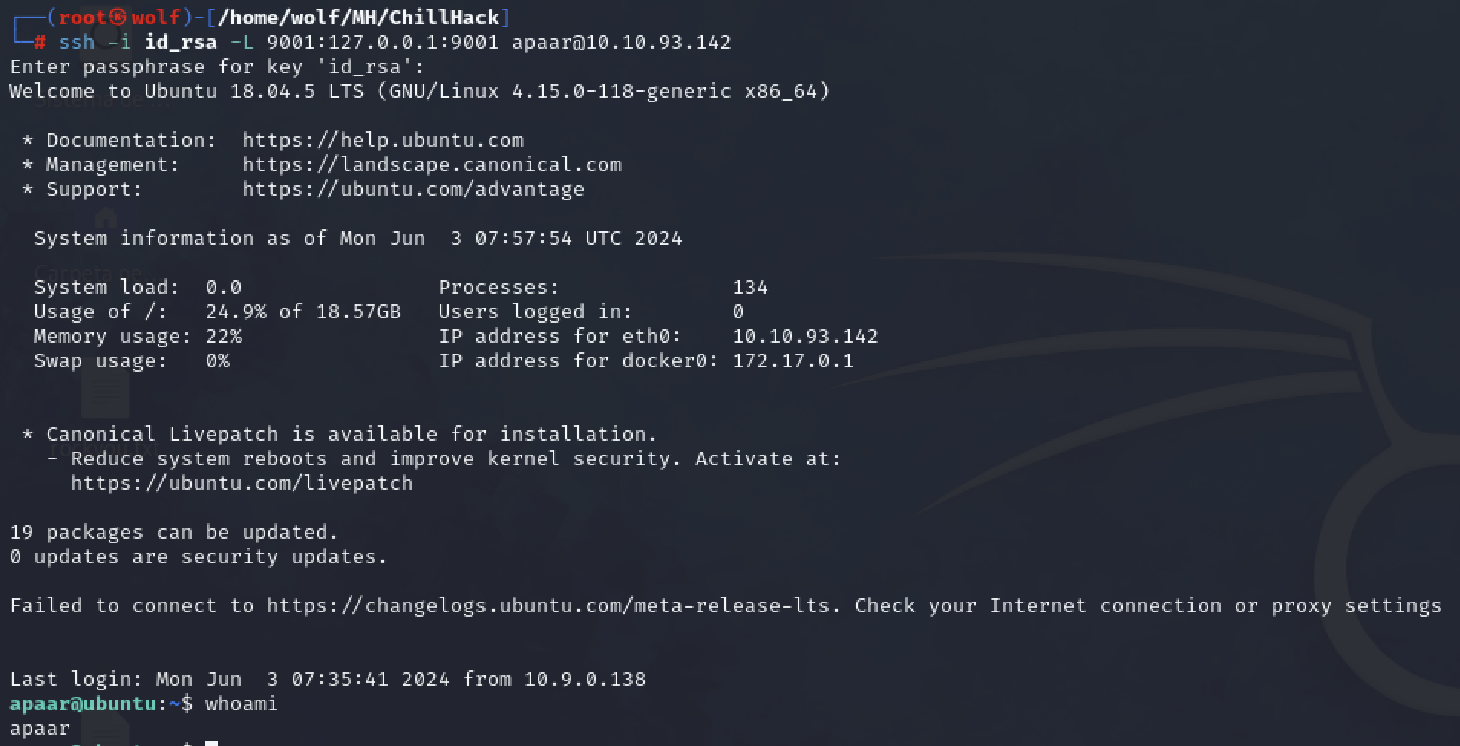 ┌──(root㉿wolf)-[/home/wolf/MH/ChillHack]
└─# ssh -i id_rsa -L 9001:127.0.0.1:9001 apaar@10.10.93.142
Enter passphrase for key 'id_rsa':
Welcome to Ubuntu 18.04.5 LTS (GNU/Linux 4.15.0-118-generic x86_64)

 * Documentation:  https://help.ubuntu.com
 * Management:     https://landscape.canonical.com
 * Support:        https://ubuntu.com/advantage

  System information as of Mon Jun  3 07:57:54 UTC 2024

  System load:  0.0                Processes:              134
  Usage of /:   24.9% of 18.57GB   Users logged in:        0
  Memory usage: 22%                IP address for eth0:    10.10.93.142
  Swap usage:   0%                 IP address for docker0: 172.17.0.1

 * Canonical Livepatch is available for installation.
   - Reduce system reboots and improve kernel security. Activate at:
     https://ubuntu.com/livepatch

19 packages can be updated.
0 updates are security updates.

Failed to connect to https://changelogs.ubuntu.com/meta-release-lts. Check your Internet connection or proxy settings

Last login: Mon Jun  3 07:35:41 2024 from 10.9.0.138
apaar@ubuntu:~$ whoami
apaar